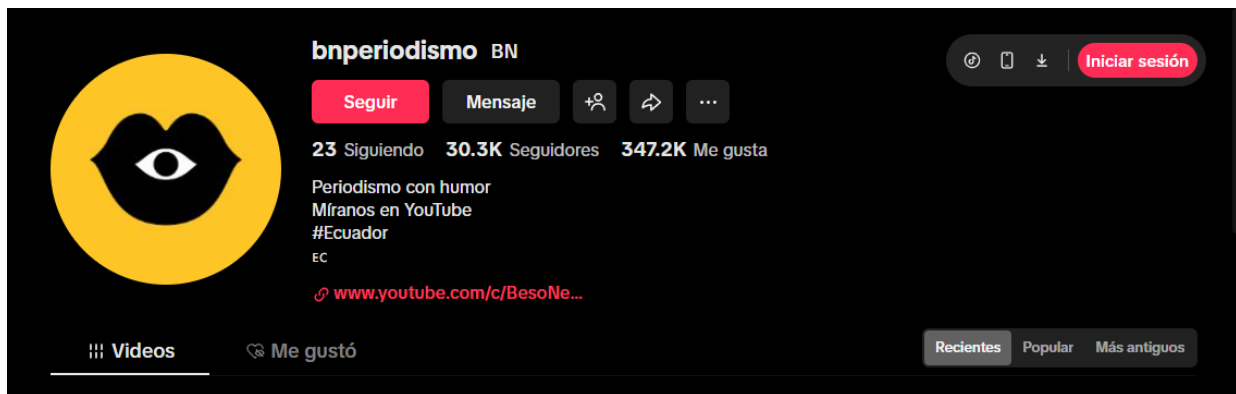 bnperiodismo BN
Iniciar sesión
Seguir Mensaje
23 Siguiendo 30.3K Seguidores 347.2K Me gusta
Periodismo con humor
Míranos en YouTube
#Ecuador
EC
www.youtube.com/c/BesoNe...
Videos Me gustó
Recientes Popular Más antiguos